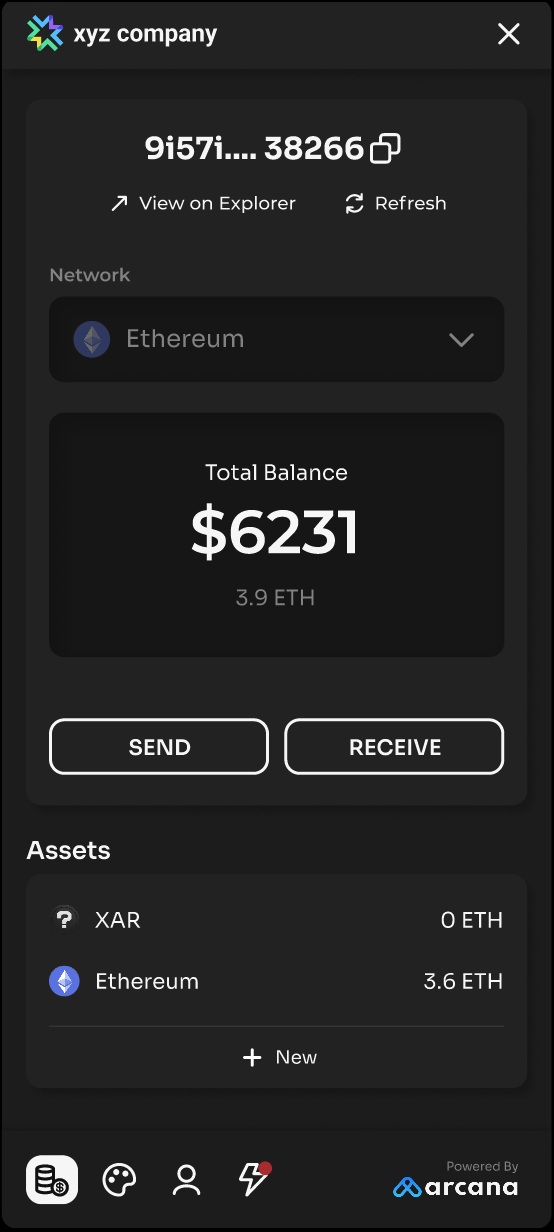 xyz company
9i57i.... 38266
View on Explorer Refresh
Network
Ethereum
Total Balance
$6231
3.9 ETH
SEND RECEIVE
Assets
? XAR 0 ETH
Ethereum 3.6 ETH
+ New
$
Powered By
arcana